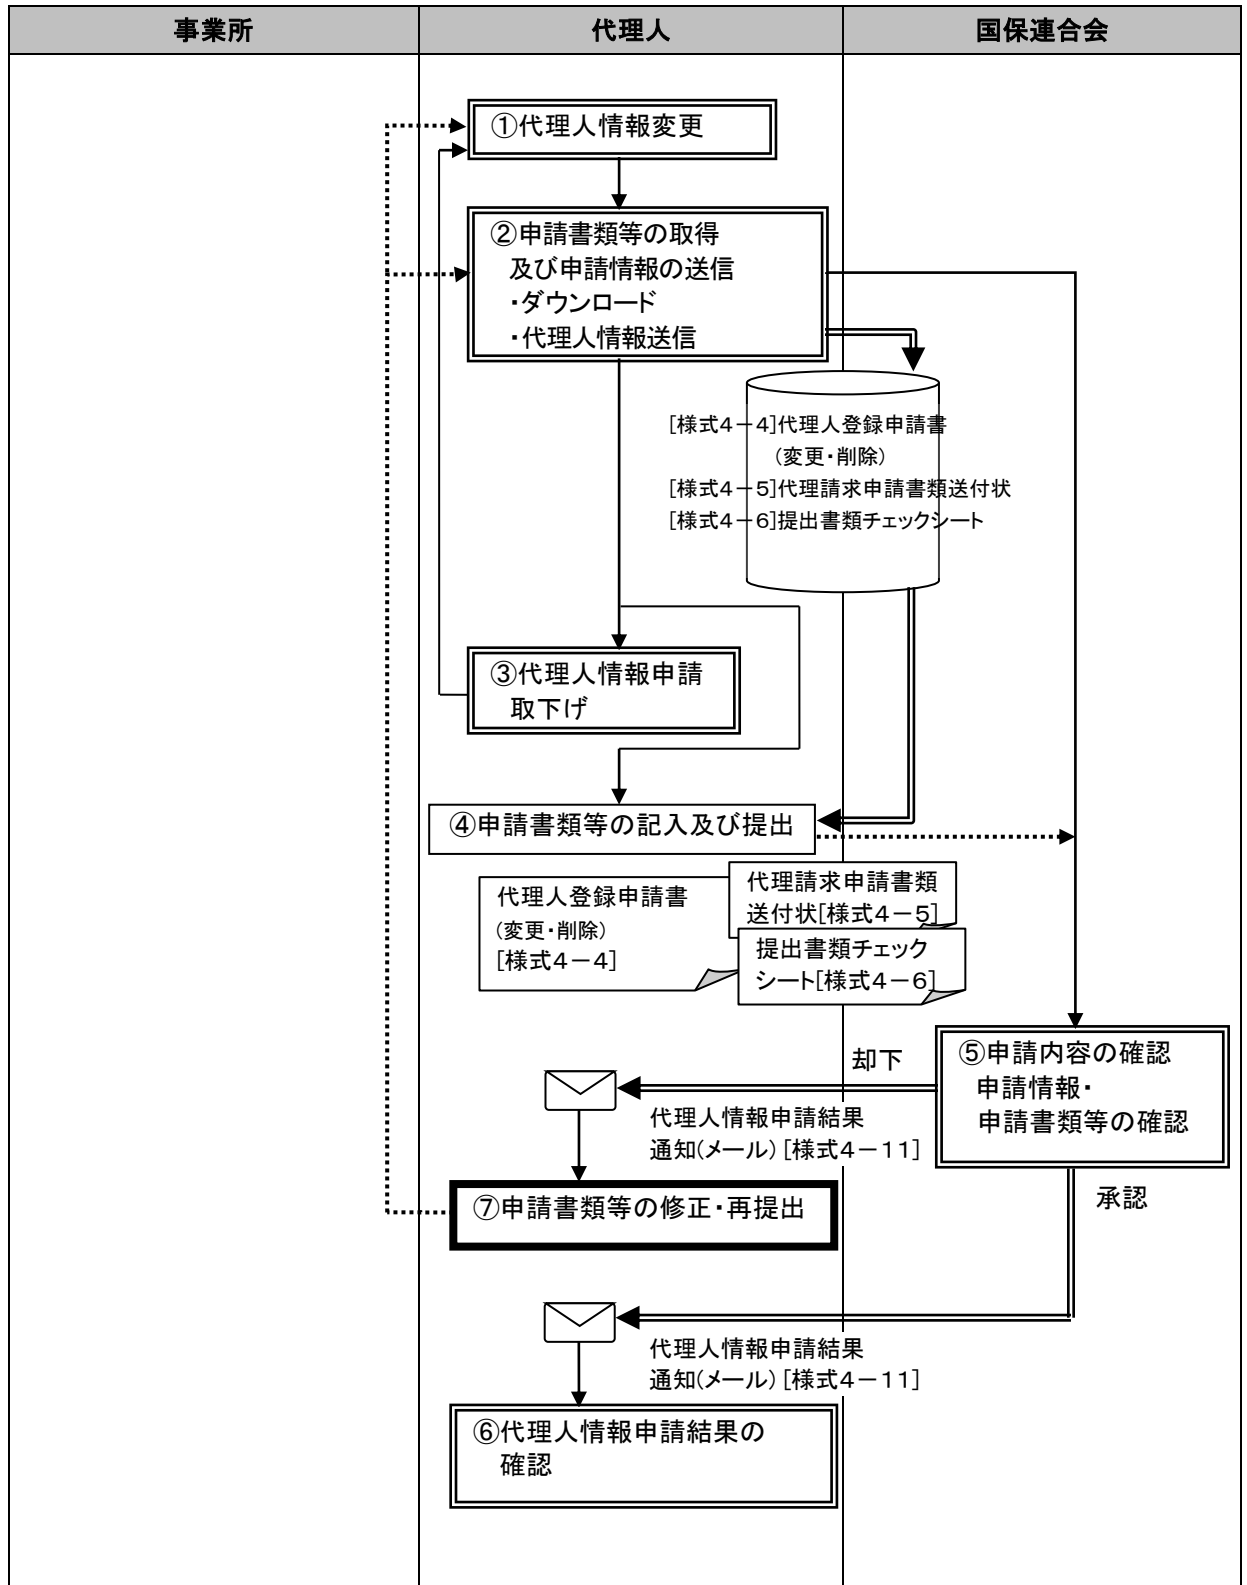 事業所
代理人
国保連合会
①代理人情報変更
②申請書類等の取得
及び申請情報の送信
・ダウンロード
・代理人情報送信
[様式4-4]代理人登録申請書
(変更・削除)
[様式4-5]代理請求申請書類送付状
[様式4-6]提出書類チェックシート
③代理人情報申請
取下げ
④申請書類等の記入及び提出
代理人登録申請書
(変更・削除)
[様式4-4]
代理請求申請書類
送付状[様式4-5]
提出書類チェック
シート[様式4-6]
⑤申請内容の確認
申請情報・
申請書類等の確認
却下
代理人情報申請結果
通知(メール)[様式4-11]
承認
⑦申請書類等の修正・再提出
代理人情報申請結果
通知(メール)[様式4-11]
⑥代理人情報申請結果の
確認